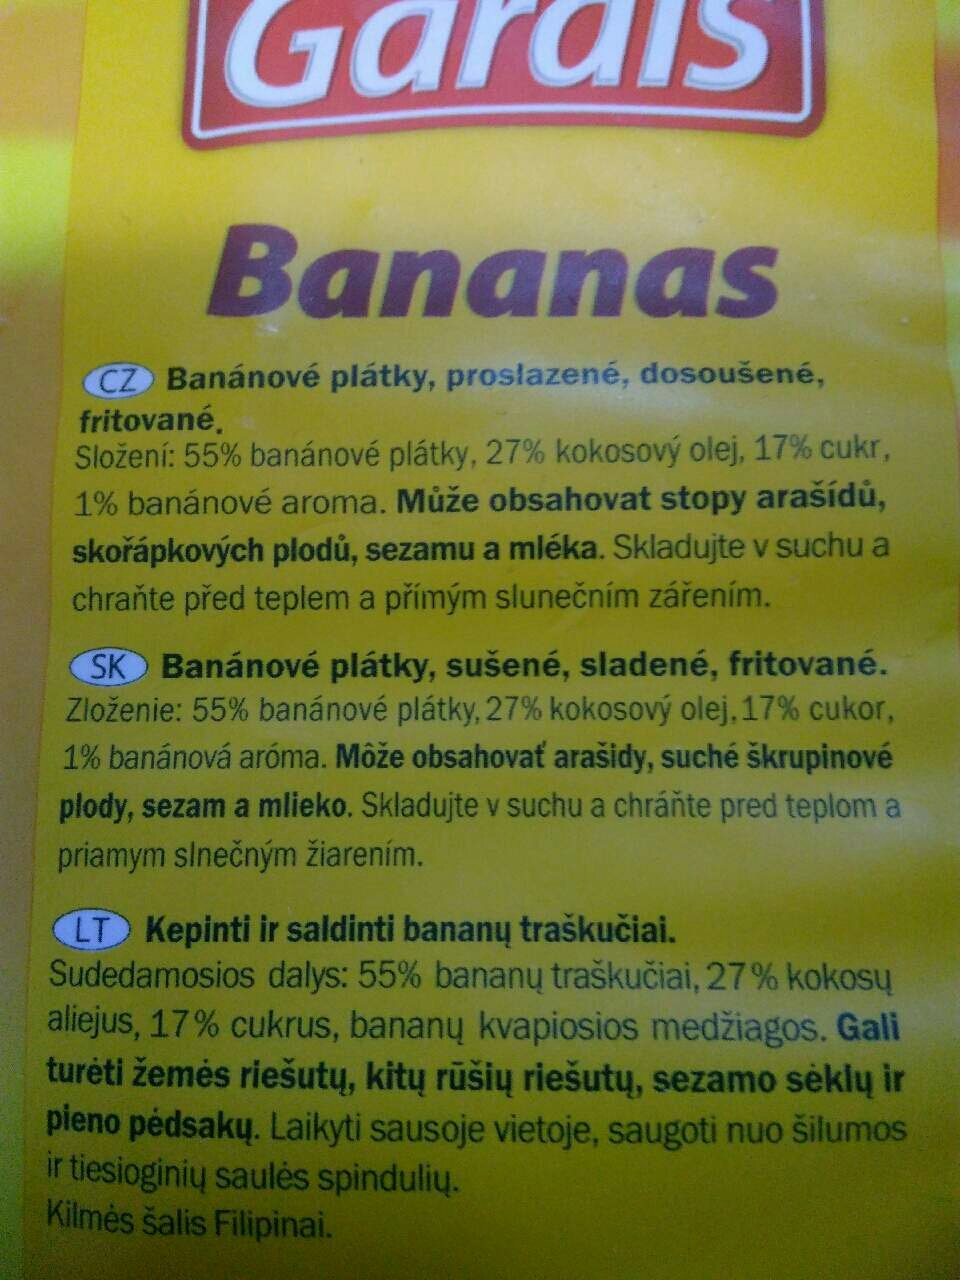 Gardis
Bananas
CZ Banánové plátky, proslazené, dosoušené,
fritované.
Složení: 55% banánové plátky, 27% kokosový olej, 17% cukr,
1% banánové aroma. Může obsahovat stopy arašídů,
skořápkových plodů, sezamu a mléka. Skladujte v suchu a
chraňte před teplem a přímým slunečním zářením.
SK Banánové plátky, sušené, sladené, fritované.
Zloženie: 55% banánové plátky, 27% kokosový olej, 17% cukor,
1% banánová aróma. Môže obsahovať arašidy, suché škrupinové
plody, sezam a mlieko. Skladujte v suchu a chráňte pred teplom a
priamym slnečným žiarením.
LT Kepinti ir saldinti bananų traškučiai.
Sudedamosios dalys: 55% bananų traškučiai, 27% kokosų
aliejus, 17% cukrus, bananų kvapiosios medžiagos. Gali
turėti žemės riešutų, kitų rūšių riešutų, sezamo sėklų ir
pieno pėdsakų. Laikyti sausoje vietoje, saugoti nuo šilumos
ir tiesioginių saulės spindulių.
Kilmės šalis Filipinai.